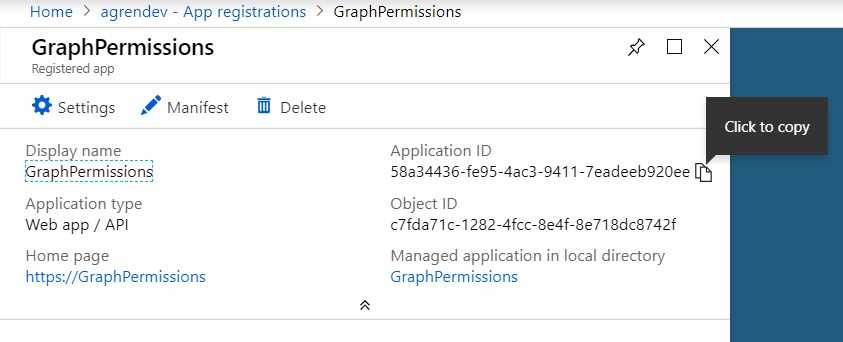 Home > agrendev - App registrations > GraphPermissions
GraphPermissions
Registered app
Settings Manifest Delete
Click to copy
Display name
GraphPermissions
Application ID
58a34436-fe95-4ac3-9411-7eadeeb920ee
Application type
Web app / API
Object ID
c7fda71c-1282-4fcc-8e4f-8e718dc8742f
Home page
https://GraphPermissions
Managed application in local directory
GraphPermissions